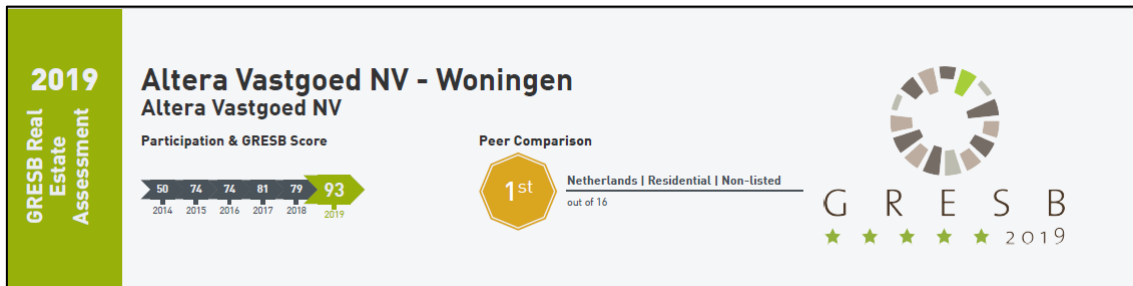 2019
GRESB Real
Estate
Assessment
Altera Vastgoed NV - Woningen
Altera Vastgoed NV
Participation & GRESB Score
50 74 74 81 79 93
2014 2015 2016 2017 2018 2019
Peer Comparison
1st
Netherlands | Residential | Non-listed
out of 16
G R E S B
2019